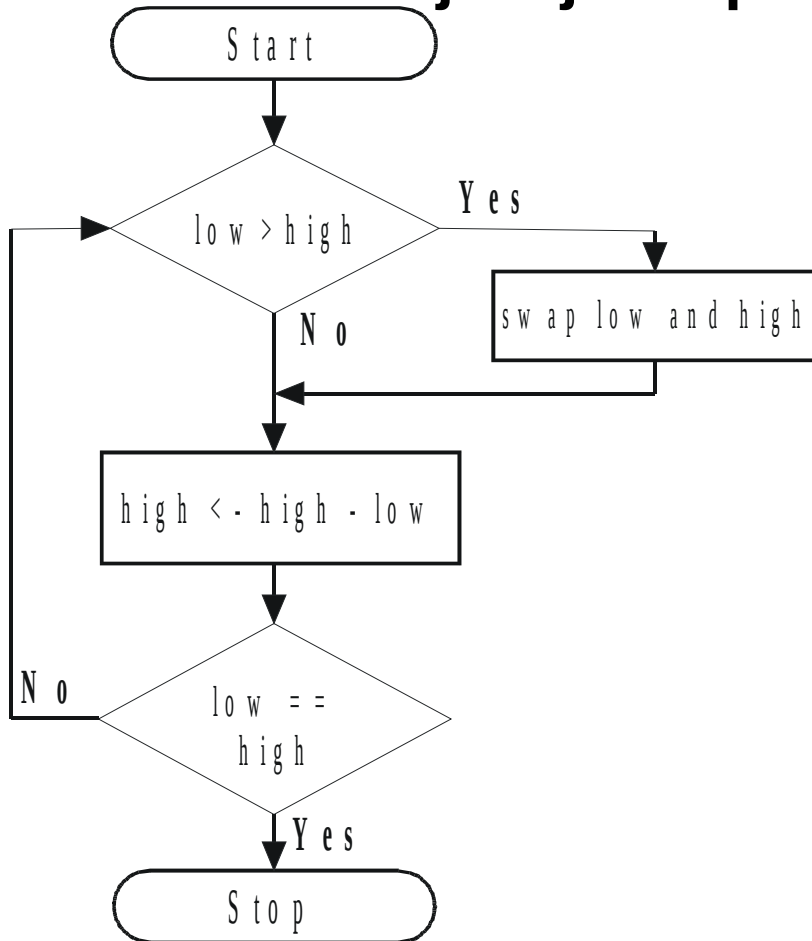 Start
low > high
Yes
swap low and high
No
high <- high - low
low ==
high
No
Yes
Stop